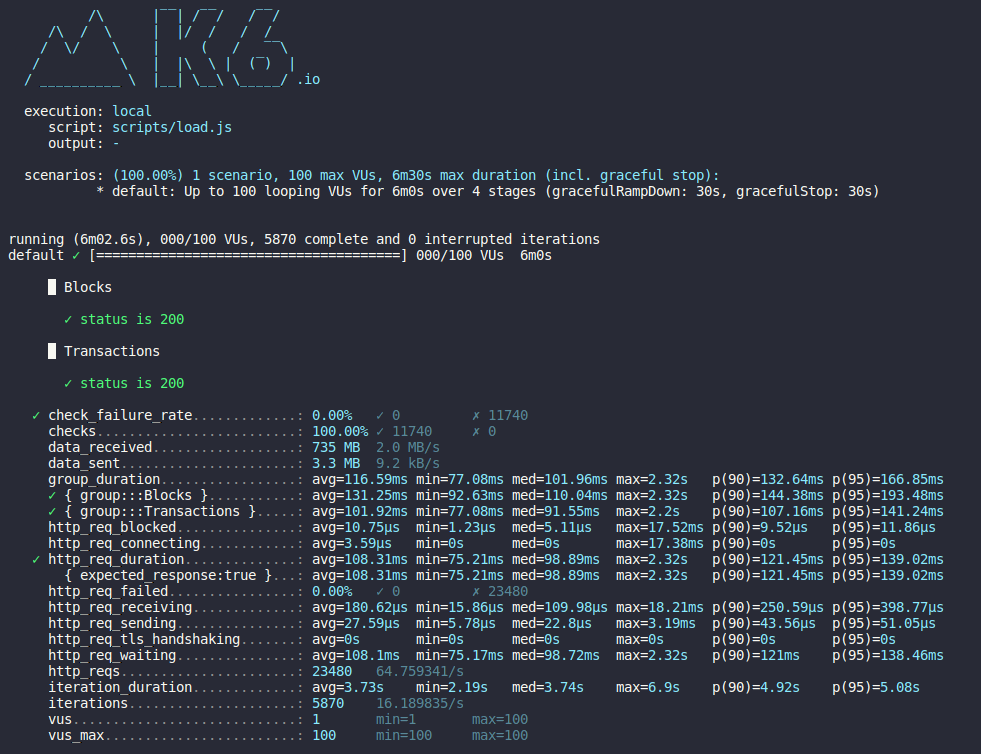 /\      |‾‾| /‾‾/   /‾‾/
     /\  /  \     |  |/  /   /  /
    /  \/    \    |     (   /   ‾‾\
   /          \   |  |\  \ |  (‾)  |
  / __________ \  |__| \__\ \_____/ .io
execution: local
script: scripts/load.js
output: -
scenarios: (100.00%) 1 scenario, 100 max VUs, 6m30s max duration (incl. graceful stop):
* default: Up to 100 looping VUs for 6m0s over 4 stages (gracefulRampDown: 30s, gracefulStop: 30s)
running (6m02.6s), 000/100 VUs, 5870 complete and 0 interrupted iterations
default ✓ [======================================] 000/100 VUs  6m0s
█ Blocks
✓ status is 200
█ Transactions
✓ status is 200
✓ check_failure_rate.............: 0.00%   ✓ 0         ✗ 11740
checks.........................: 100.00% ✓ 11740     ✗ 0
data_received..................: 735 MB  2.0 MB/s
data_sent......................: 3.3 MB  9.2 kB/s
group_duration.................: avg=116.59ms min=77.08ms med=101.96ms max=2.32s   p(90)=132.64ms p(95)=166.85ms
✓ { group:::Blocks }...........: avg=131.25ms min=92.63ms med=110.04ms max=2.32s   p(90)=144.38ms p(95)=193.48ms
✓ { group:::Transactions }.....: avg=101.92ms min=77.08ms med=91.55ms  max=2.2s    p(90)=107.16ms p(95)=141.24ms
http_req_blocked...............: avg=10.75µs  min=1.23µs  med=5.11µs   max=17.52ms p(90)=9.52µs   p(95)=11.86µs
http_req_connecting............: avg=3.59µs   min=0s      med=0s       max=17.38ms p(90)=0s       p(95)=0s
✓ http_req_duration..............: avg=108.31ms min=75.21ms med=98.89ms  max=2.32s   p(90)=121.45ms p(95)=139.02ms
{ expected_response:true }...: avg=108.31ms min=75.21ms med=98.89ms  max=2.32s   p(90)=121.45ms p(95)=139.02ms
http_req_failed................: 0.00%   ✓ 0         ✗ 23480
http_req_receiving.............: avg=180.62µs min=15.86µs med=109.98µs max=18.21ms p(90)=250.59µs p(95)=398.77µs
http_req_sending...............: avg=27.59µs  min=5.78µs  med=22.8µs   max=3.19ms  p(90)=43.56µs  p(95)=51.05µs
http_req_tls_handshaking.......: avg=0s       min=0s      med=0s       max=0s      p(90)=0s       p(95)=0s
http_req_waiting...............: avg=108.1ms  min=75.17ms med=98.72ms  max=2.32s   p(90)=121ms    p(95)=138.46ms
http_reqs......................: 23480   64.759341/s
iteration_duration.............: avg=3.73s    min=2.19s   med=3.74s    max=6.9s    p(90)=4.92s    p(95)=5.08s
iterations.....................: 5870    16.189835/s
vus............................: 1       min=1       max=100
vus_max........................: 100     min=100     max=100